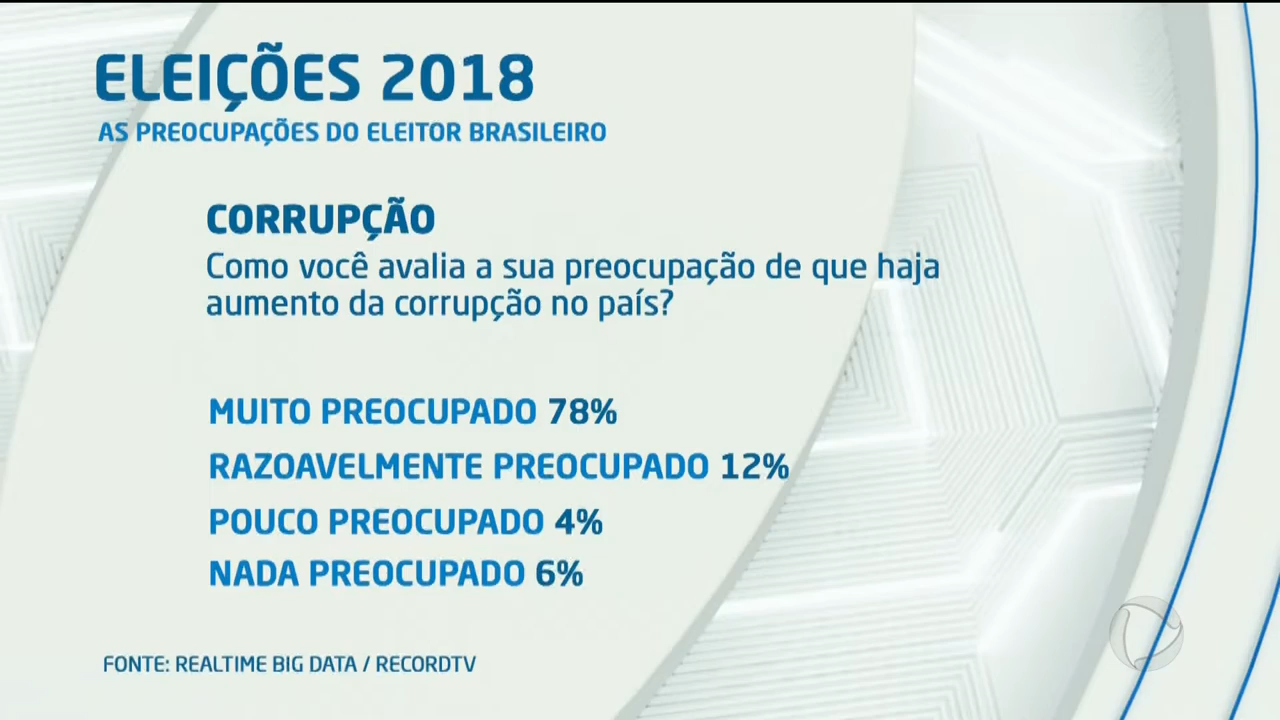 ELEIÇÕES 2018
AS PREOCUPAÇÕES DO ELEITOR BRASILEIRO
CORRUPÇÃO
Como você avalia a sua preocupação de que haja
aumento da corrupção no país?
MUITO PREOCUPADO 78%
RAZOAVELMENTE PREOCUPADO 12%
POUCO PREOCUPADO 4%
NADA PREOCUPADO 6%
FONTE: REALTIME BIG DATA / RECORDTV